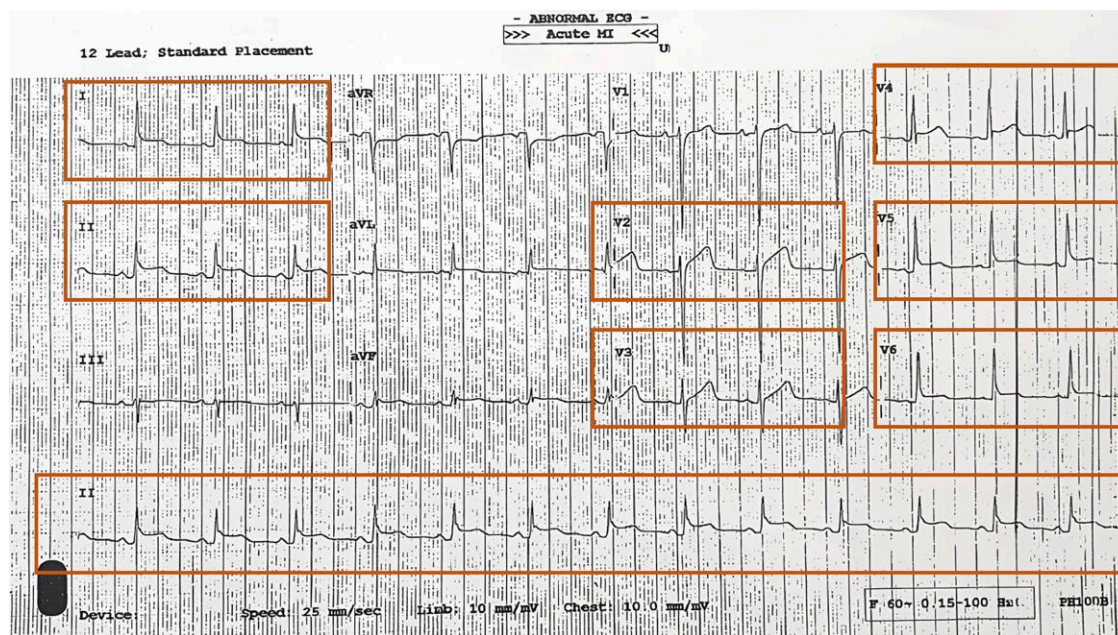 - ABNORMAL ECG -
>>> Acute MI <<<
12 Lead; Standard Placement
I aVR V1 V4
II aVL V2 V5
III aVF V3 V6
II
Device: Speed: 25 mm/sec Limb: 10 mm/mV Chest: 10.0 mm/mV F 60~ 0.15-100 Hz PH100B